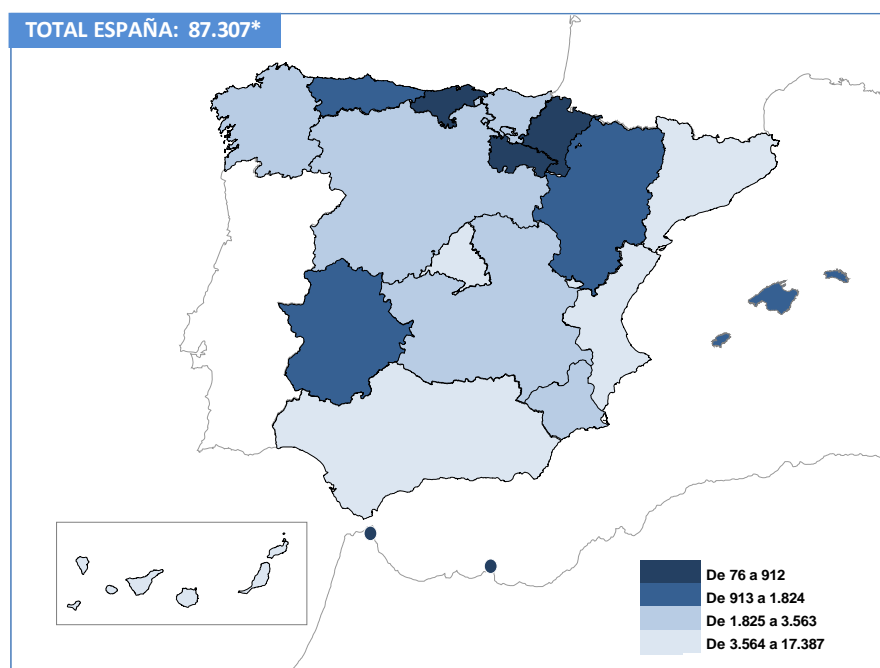 TOTAL ESPAÑA: 87.307*
De 76 a 912
De 913 a 1.824
De 1.825 a 3.563
De 3.564 a 17.387